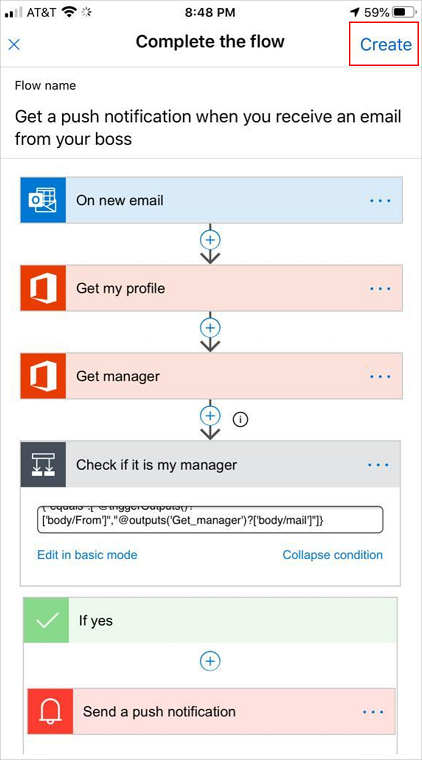 AT&T 8:48 PM 59%
Complete the flow Create
Flow name
Get a push notification when you receive an email
from your boss
On new email
Get my profile
Get manager
Check if it is my manager
{"equals":["@triggerOutputs()?
['body/From']","@outputs('Get_manager')?['body/mail']"]}
Edit in basic mode Collapse condition
If yes
Send a push notification